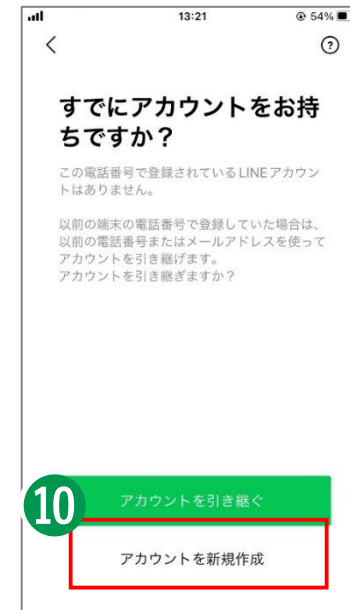 13:21
54%
?
すでにアカウントをお持
ちですか？
この電話番号で登録されているLINEアカウン
トはありません。
以前の端末の電話番号で登録していた場合は、
以前の電話番号またはメールアドレスを使って
アカウントを引き継げます。
アカウントを引き継ぎますか？
10
アカウントを引き継ぐ
アカウントを新規作成